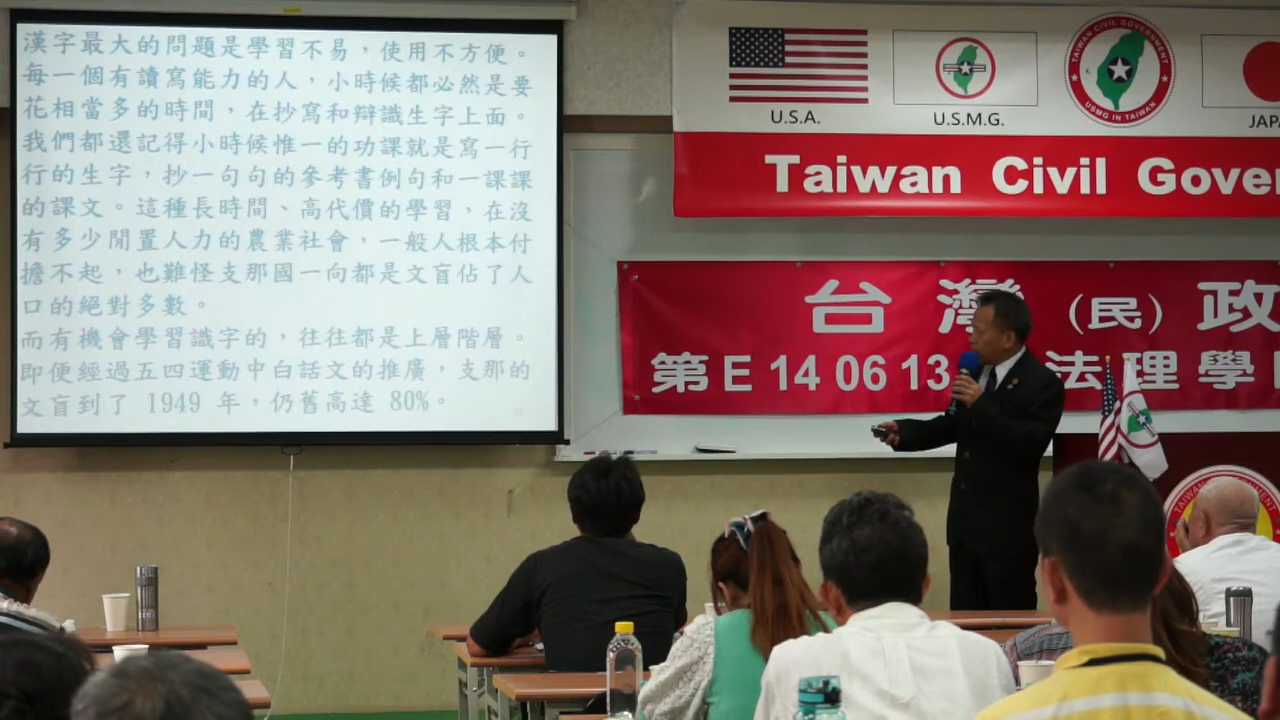 漢字最大的問題是學習不易，使用不方便。
每一個有讀寫能力的人，小時候都必然是要
花相當多的時間，在抄寫和辯識生字上面。
我們都還記得小時候惟一的功課就是寫一行
行的生字，抄一句句的參考書例句和一課課
的課文。這種長時間、高代價的學習，在沒
有多少閒置人力的農業社會，一般人根本付
擔不起，也難怪支那國一向都是文盲佔了人
口的絕對多數。
而有機會學習識字的，往往都是上層階層。
即便經過五四運動中白話文的推廣，支那的
文盲到了 1949 年，仍舊高達 80%。
U.S.A.
U.S.M.G.
TAIWAN CIVIL GOVERNMENT
USMG IN TAIWAN
JAPA
Taiwan Civil Gover
台灣（民）政
第E 14 06 13 法理學